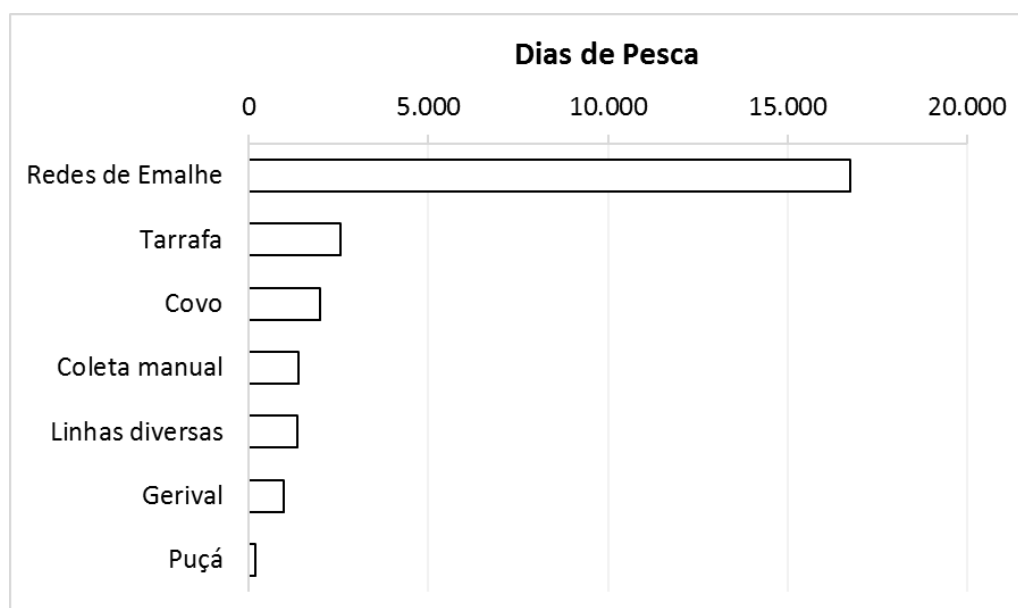 Dias de Pesca
0 5.000 10.000 15.000 20.000
Redes de Emalhe
Tarrafa
Covo
Coleta manual
Linhas diversas
Gerival
Puçá